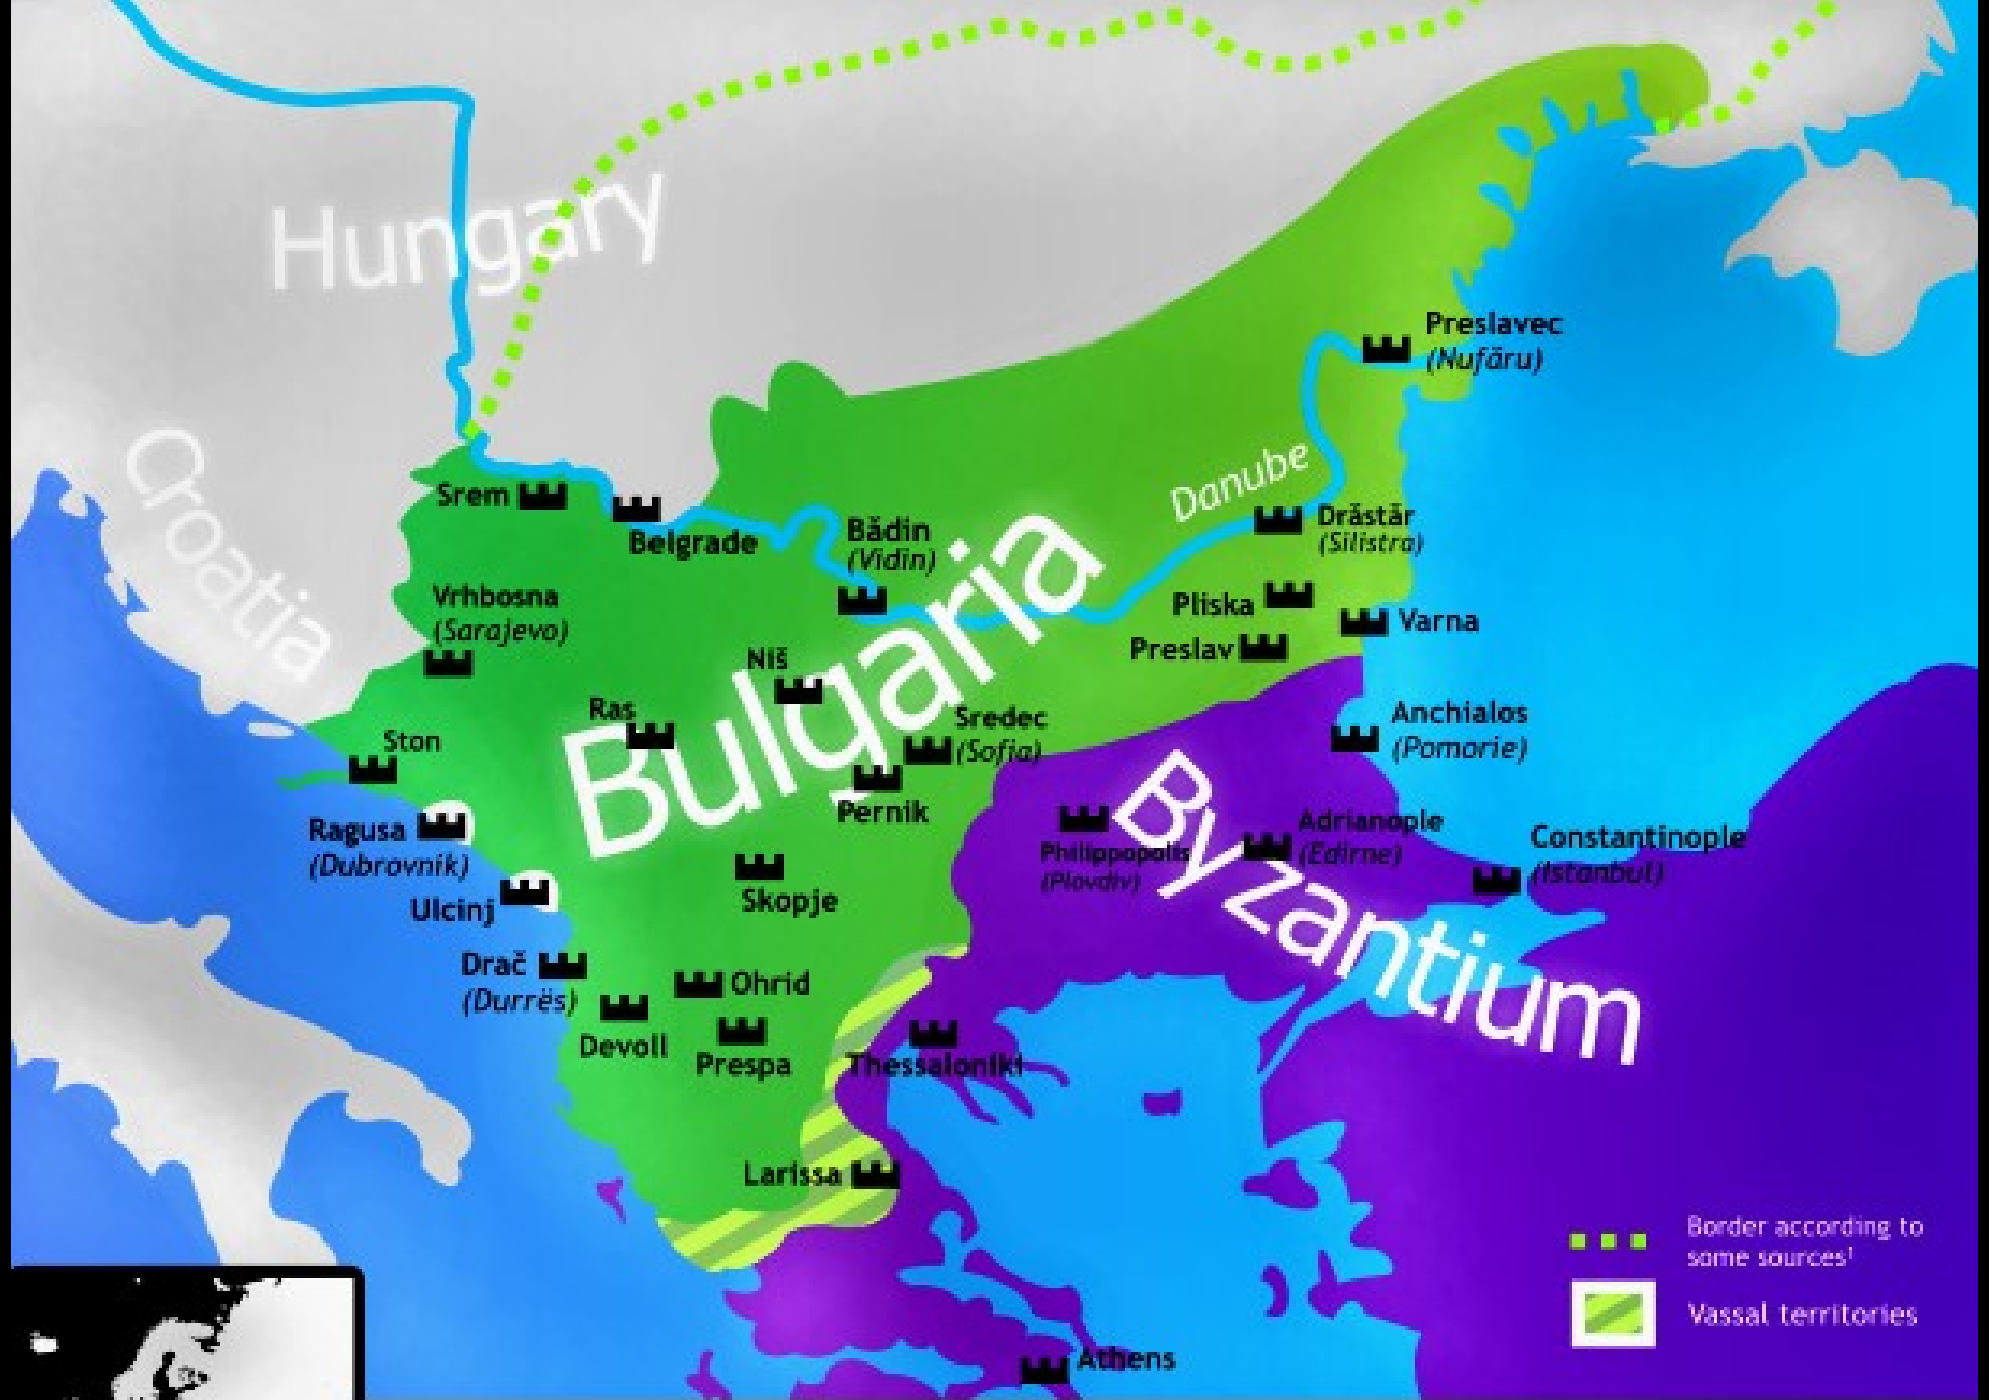 Hungary
Croatia
Preslavec
(Nufăru)
Danube
Srem
Belgrade
Bădin
(Vidin)
Drăstăr
(Silistra)
Vrhbosna
(Sarajevo)
Pliska
Varna
Preslav
Niš
Ras
Bulgaria
Sredec
(Sofia)
Ston
Anchialos
(Pomorie)
Pernik
Ragusa
(Dubrovnik)
Byzantium
Philippopolis
(Plovdiv)
Adrianople
(Edirne)
Constantinople
(Istanbul)
Ulcinj
Skopje
Drač
(Durrës)
Ohrid
Devoll
Prespa
Thessaloniki
Larissa
Athens
Border according to
some sources¹
Vassal territories